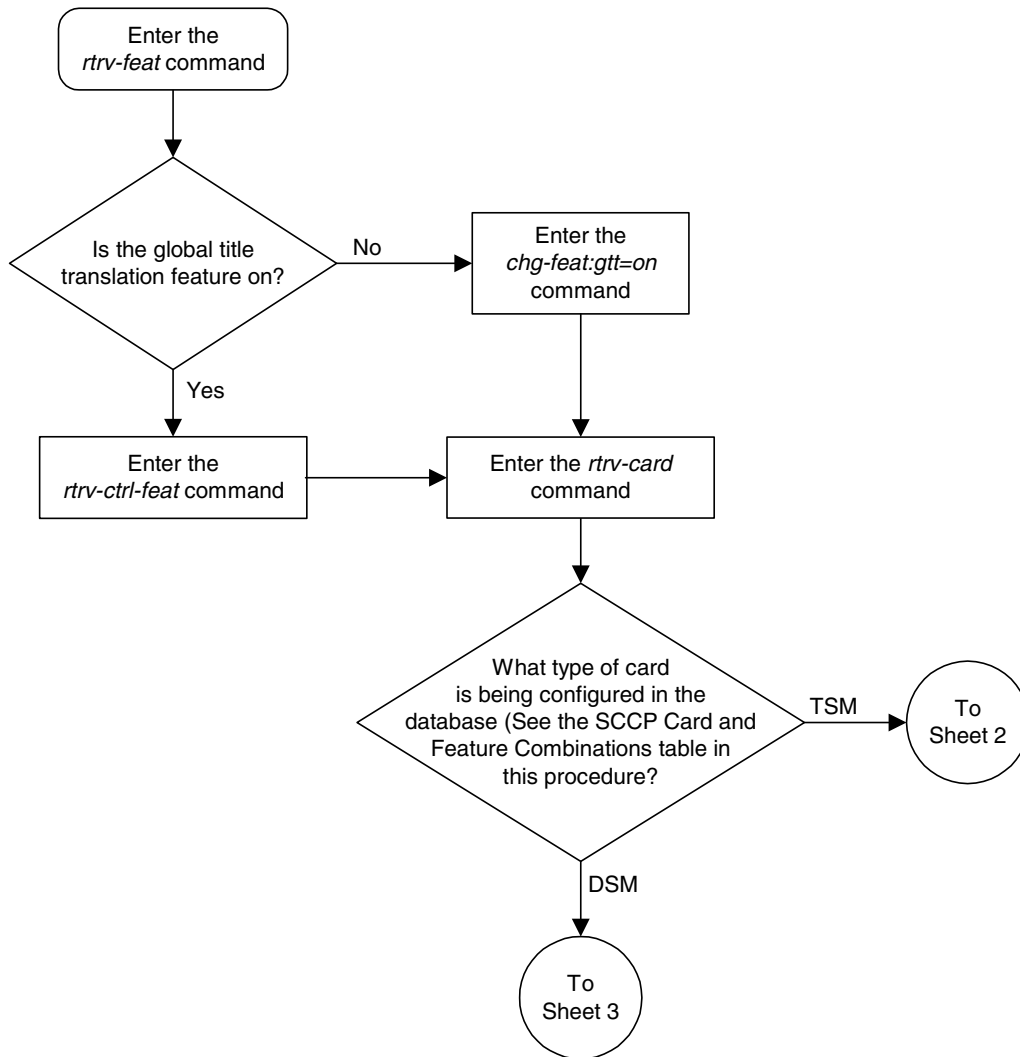 Enter the
rtrv-feat command
Is the global title
translation feature on?
No
Enter the
chg-feat:gtt=on
command
Yes
Enter the
rtrv-ctrl-feat command
Enter the rtrv-card
command
What type of card
is being configured in the
database (See the SCCP Card and
Feature Combinations table in
this procedure?
TSM
To
Sheet 2
DSM
To
Sheet 3